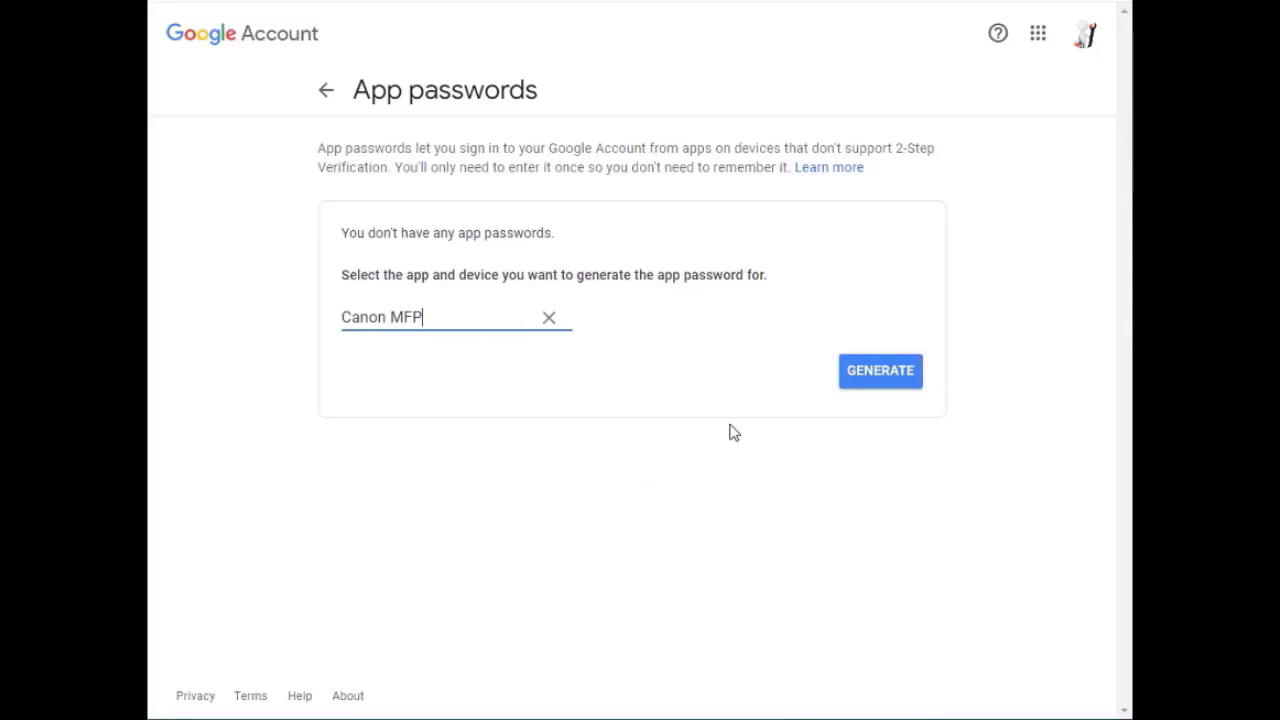 Google Account
App passwords
App passwords let you sign in to your Google Account from apps on devices that don't support 2-Step
Verification. You'll only need to enter it once so you don't need to remember it. Learn more
You don't have any app passwords.
Select the app and device you want to generate the app password for.
Canon MFP
GENERATE
Privacy Terms Help About